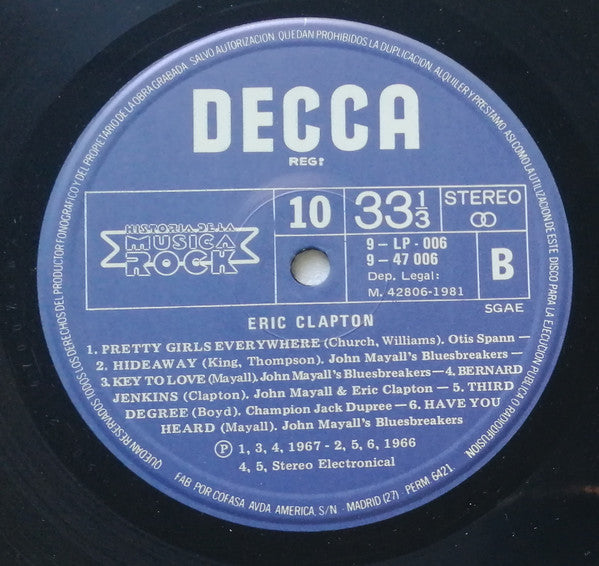 QUEDAN RESERVADOS TODOS LOS DERECHOS DEL PRODUCTOR FONOGRAFICO Y DEL PROPIETARIO DE LA OBRA GRABADA. SALVO AUTORIZACION. QUEDAN PROHIBIDOS LA DUPLICACION. ALQUILER Y PRESTAMO. ASI COMO LA UTILIZACION DE ESTE DISCO PARA LA EJECUCION PUBLICA O RADIODIFUSION
DECCA
REGD
HISTORIA DE LA
MUSICA
ROCK
10
33 1/3
STEREO
9 - LP - 006
9 - 47 006
Dep. Legal:
M. 42806-1981
B
SGAE
ERIC CLAPTON
1. PRETTY GIRLS EVERYWHERE (Church, Williams). Otis Spann —
2. HIDEAWAY (King, Thompson). John Mayall's Bluesbreakers —
3. KEY TO LOVE (Mayall). John Mayall's Bluesbreakers — 4. BERNARD
JENKINS (Clapton). John Mayall & Eric Clapton - 5. THIRD
DEGREE (Boyd). Champion Jack Dupree — 6. HAVE YOU
HEARD (Mayall). John Mayall's Bluesbreakers
Ⓟ 1, 3, 4, 1967 - 2, 5, 6, 1966
4, 5, Stereo Electronical
FAB. POR COFASA. AVDA. AMERICA, S/N - MADRID (27) - PERM. 6421.